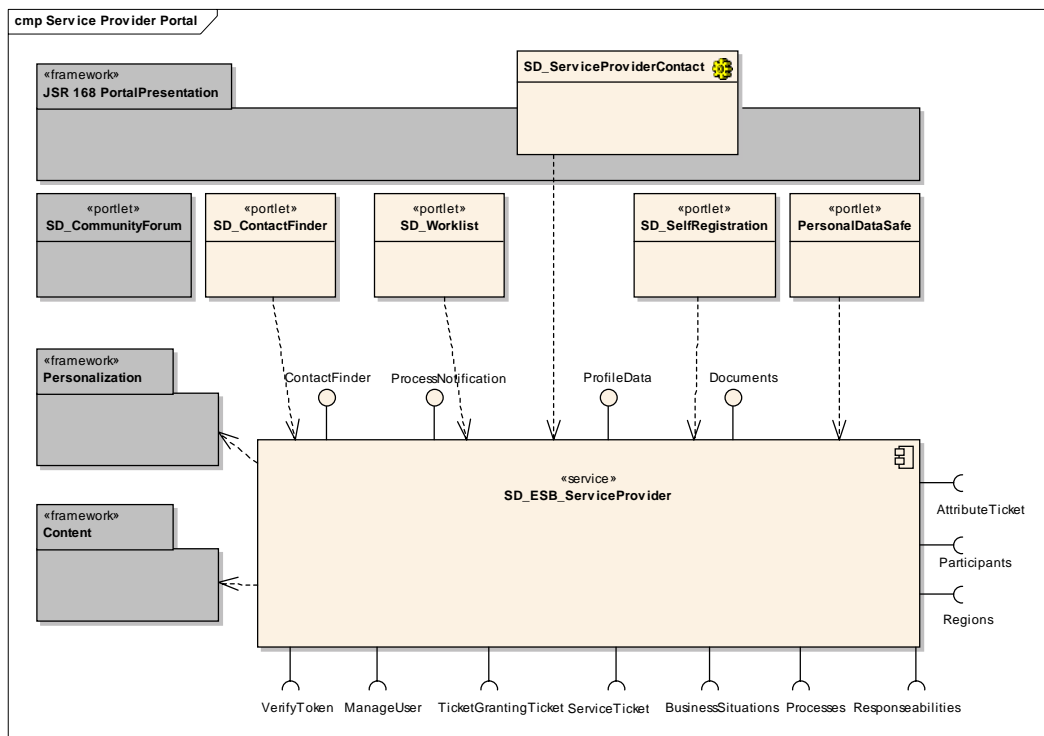 cmp Service Provider Portal
«framework»
JSR 168 PortalPresentation
SD_ServiceProviderContact
«portlet»
SD_CommunityForum
«portlet»
SD_ContactFinder
«portlet»
SD_Worklist
«portlet»
SD_SelfRegistration
«portlet»
PersonalDataSafe
«framework»
Personalization
ContactFinder
ProcessNotification
ProfileData
Documents
«service»
SD_ESB_ServiceProvider
«framework»
Content
AttributeTicket
Participants
Regions
VerifyToken
ManageUser
TicketGrantingTicket
ServiceTicket
BusinessSituations
Processes
Responseabilities